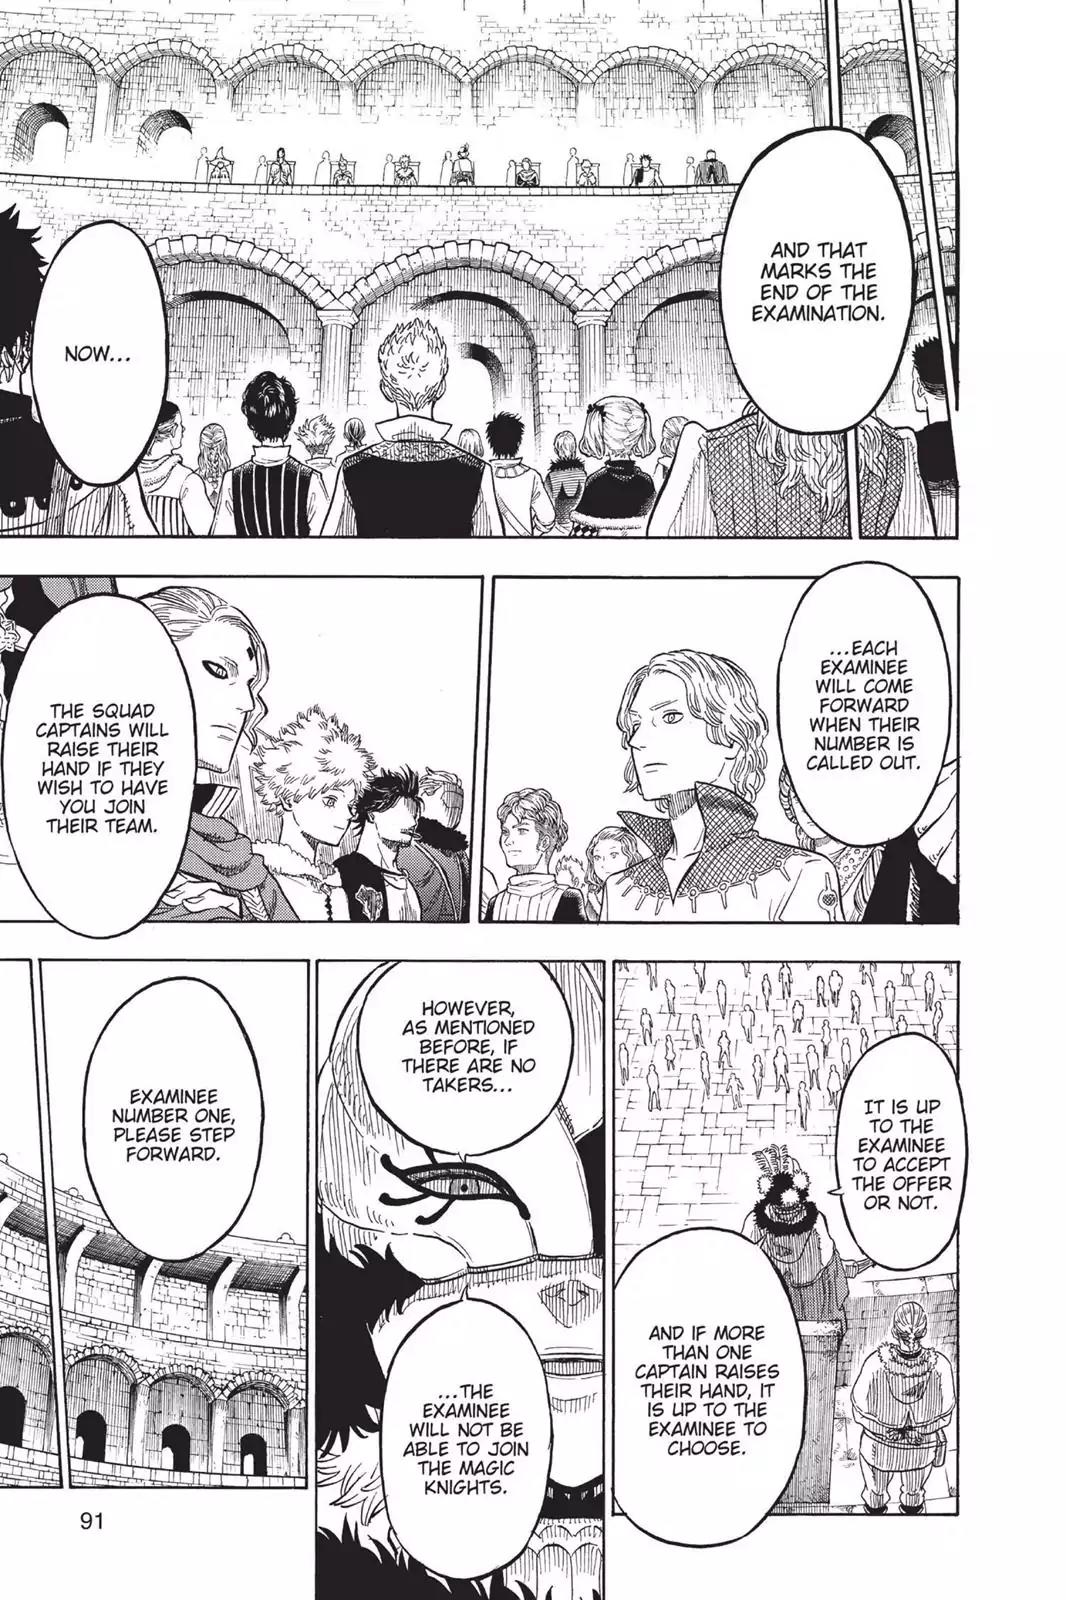 AND THAT
MARKS THE
END OF THE
EXAMINATION.
NOW...
...EACH
EXAMINEE
WILL COME
FORWARD
WHEN THEIR
NUMBER IS
CALLED OUT.
THE SQUAD
CAPTAINS WILL
RAISE THEIR
HAND IF THEY
WISH TO HAVE
YOU JOIN
THEIR TEAM.
IT IS UP
TO THE
EXAMINEE
TO ACCEPT
THE OFFER
OR NOT.
AND IF MORE
THAN ONE
CAPTAIN RAISES
THEIR HAND, IT
IS UP TO THE
EXAMINEE TO
CHOOSE.
HOWEVER,
AS MENTIONED
BEFORE, IF
THERE ARE NO
TAKERS...
...THE
EXAMINEE
WILL NOT BE
ABLE TO JOIN
THE MAGIC
KNIGHTS.
EXAMINEE
NUMBER ONE,
PLEASE STEP
FORWARD.
91